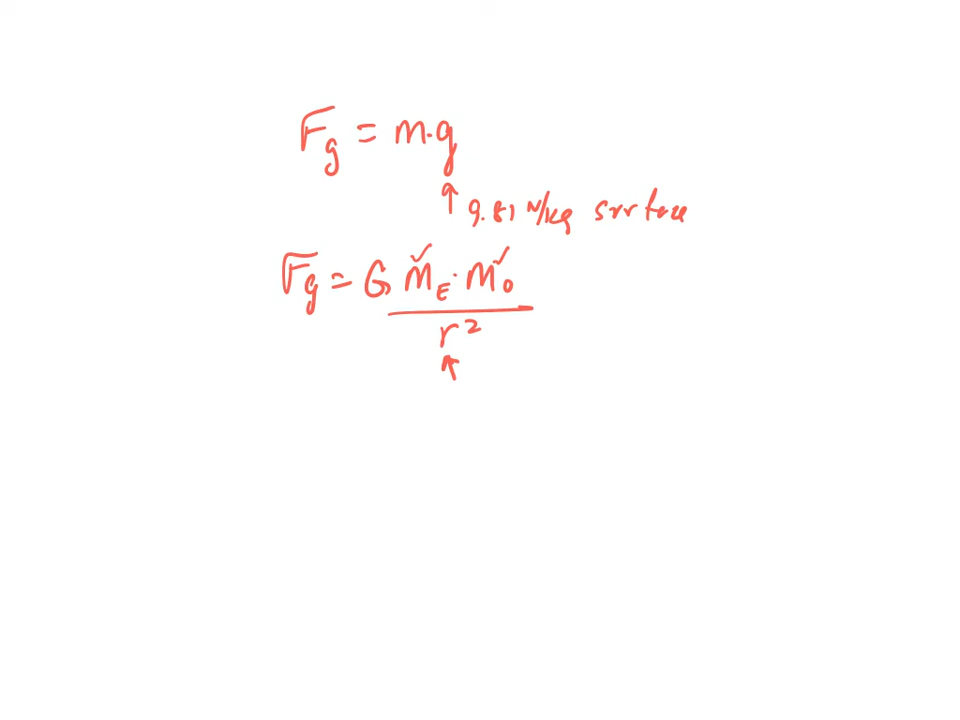 Fg = m·g
↑ 9.81 N/kg surface
Fg = G mE · mo
r²
↑